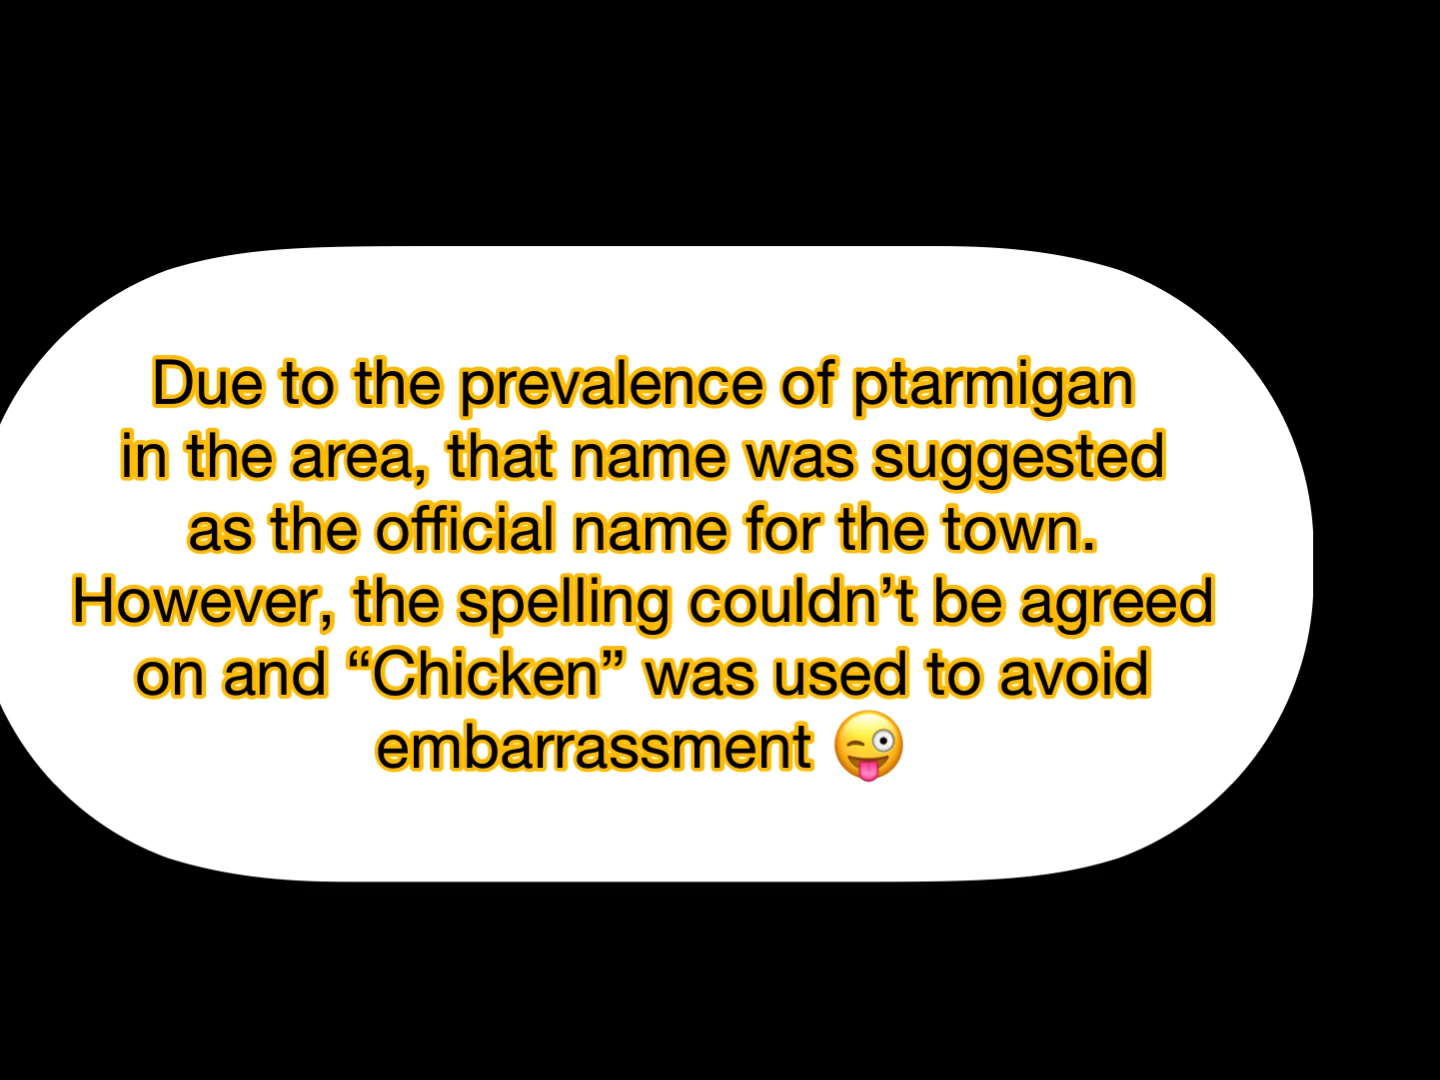 Due to the prevalence of ptarmigan
in the area, that name was suggested
as the official name for the town.
However, the spelling couldn’t be agreed
on and “Chicken” was used to avoid
embarrassment 😜